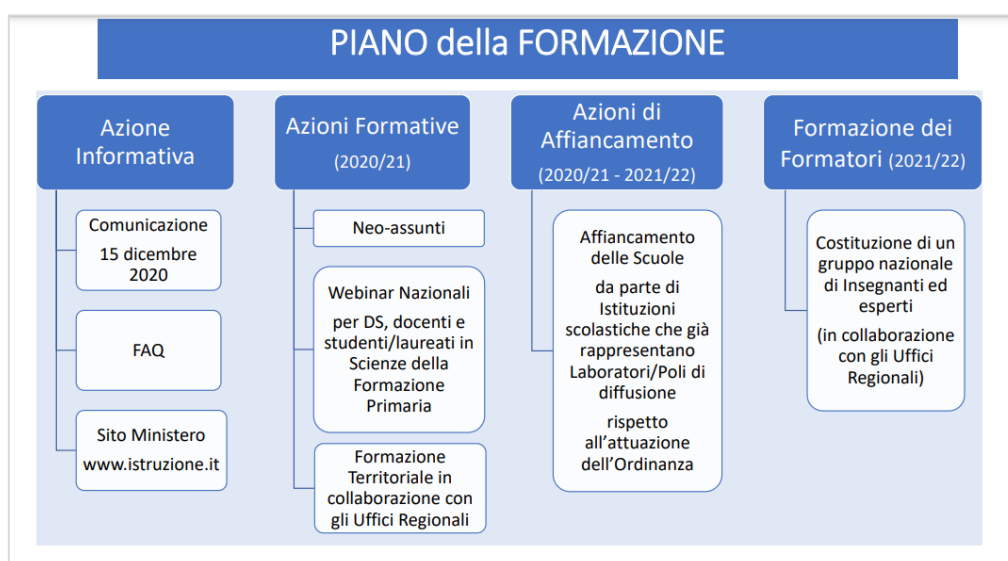 PIANO della FORMAZIONE
Azione
Informativa
Comunicazione
15 dicembre
2020
FAQ
Sito Ministero
www.istruzione.it
Azioni Formative
(2020/21)
Neo-assunti
Webinar Nazionali
per DS, docenti e
studenti/laureati in
Scienze della
Formazione
Primaria
Formazione
Territoriale in
collaborazione con
gli Uffici Regionali
Azioni di
Affiancamento
(2020/21 - 2021/22)
Affiancamento
delle Scuole
da parte di
Istituzioni
scolastiche che già
rappresentano
Laboratori/Poli di
diffusione
rispetto
all’attuazione
dell’Ordinanza
Formazione dei
Formatori (2021/22)
Costituzione di un
gruppo nazionale
di Insegnanti ed
esperti
(in collaborazione
con gli Uffici
Regionali)